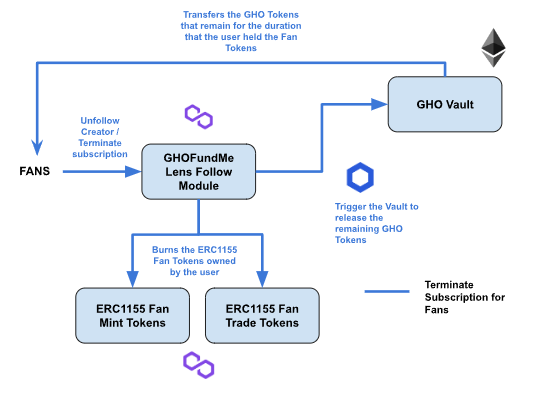 Transfers the GHO Tokens
that remain for the duration
that the user held the Fan
Tokens
GHO Vault
Unfollow
Creator /
Terminate
subscription
FANS
GHOFundMe
Lens Follow
Module
Trigger the Vault to
release the
remaining GHO
Tokens
Burns the ERC1155
Fan Tokens owned
by the user
ERC1155 Fan
Mint Tokens
ERC1155 Fan
Trade Tokens
Terminate
Subscription for
Fans